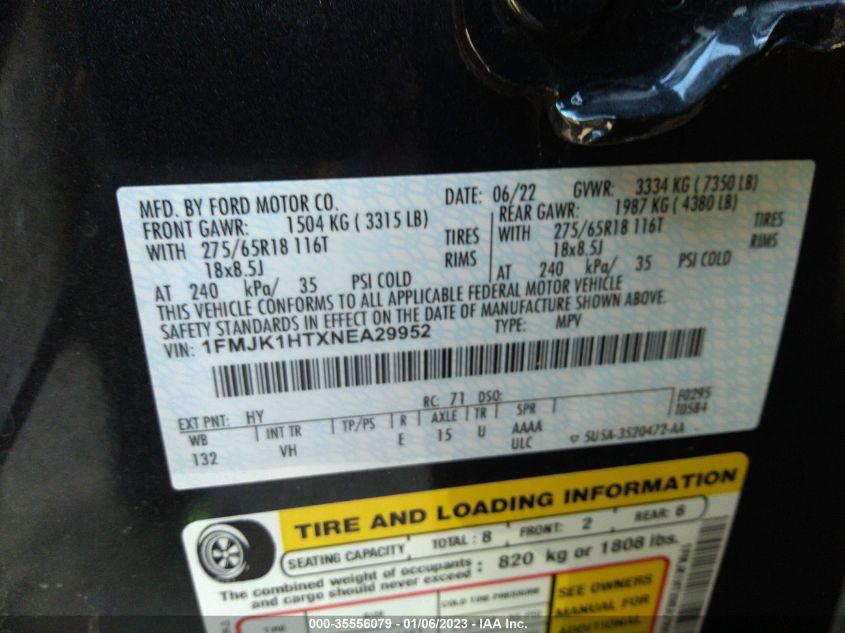 MFD. BY FORD MOTOR CO.
DATE: 06/22 GVWR: 3334 KG ( 7350 LB)
FRONT GAWR: 1504 KG ( 3315 LB)
REAR GAWR: 1987 KG ( 4380 LB)
WITH 275/65R18 116T TIRES
WITH 275/65R18 116T TIRES
18x8.5J RIMS
18x8.5J RIMS
AT 240 kPa/ 35 PSI COLD
AT 240 kPa/ 35 PSI COLD
THIS VEHICLE CONFORMS TO ALL APPLICABLE FEDERAL MOTOR VEHICLE
SAFETY STANDARDS IN EFFECT ON THE DATE OF MANUFACTURE SHOWN ABOVE.
VIN: 1FMJK1HTXNEA29952 TYPE: MPV
EXT PNT: HY RC: 71 DSO: F0295
T0584
WB INT TR TP/PS R AXLE TR SPR
132 VH E 15 U AAAA
ULC
5U5A-3520472-AA
TIRE AND LOADING INFORMATION
SEATING CAPACITY TOTAL : 8 FRONT: 2 REAR: 6
The combined weight of occupants : 820 kg or 1808 lbs.
and cargo should never exceed
TIRE COLD TIRE PRESSURE
SEE OWNERS
MANUAL FOR
ADDITIONAL
000-35556079 - 01/06/2023 - IAA Inc.